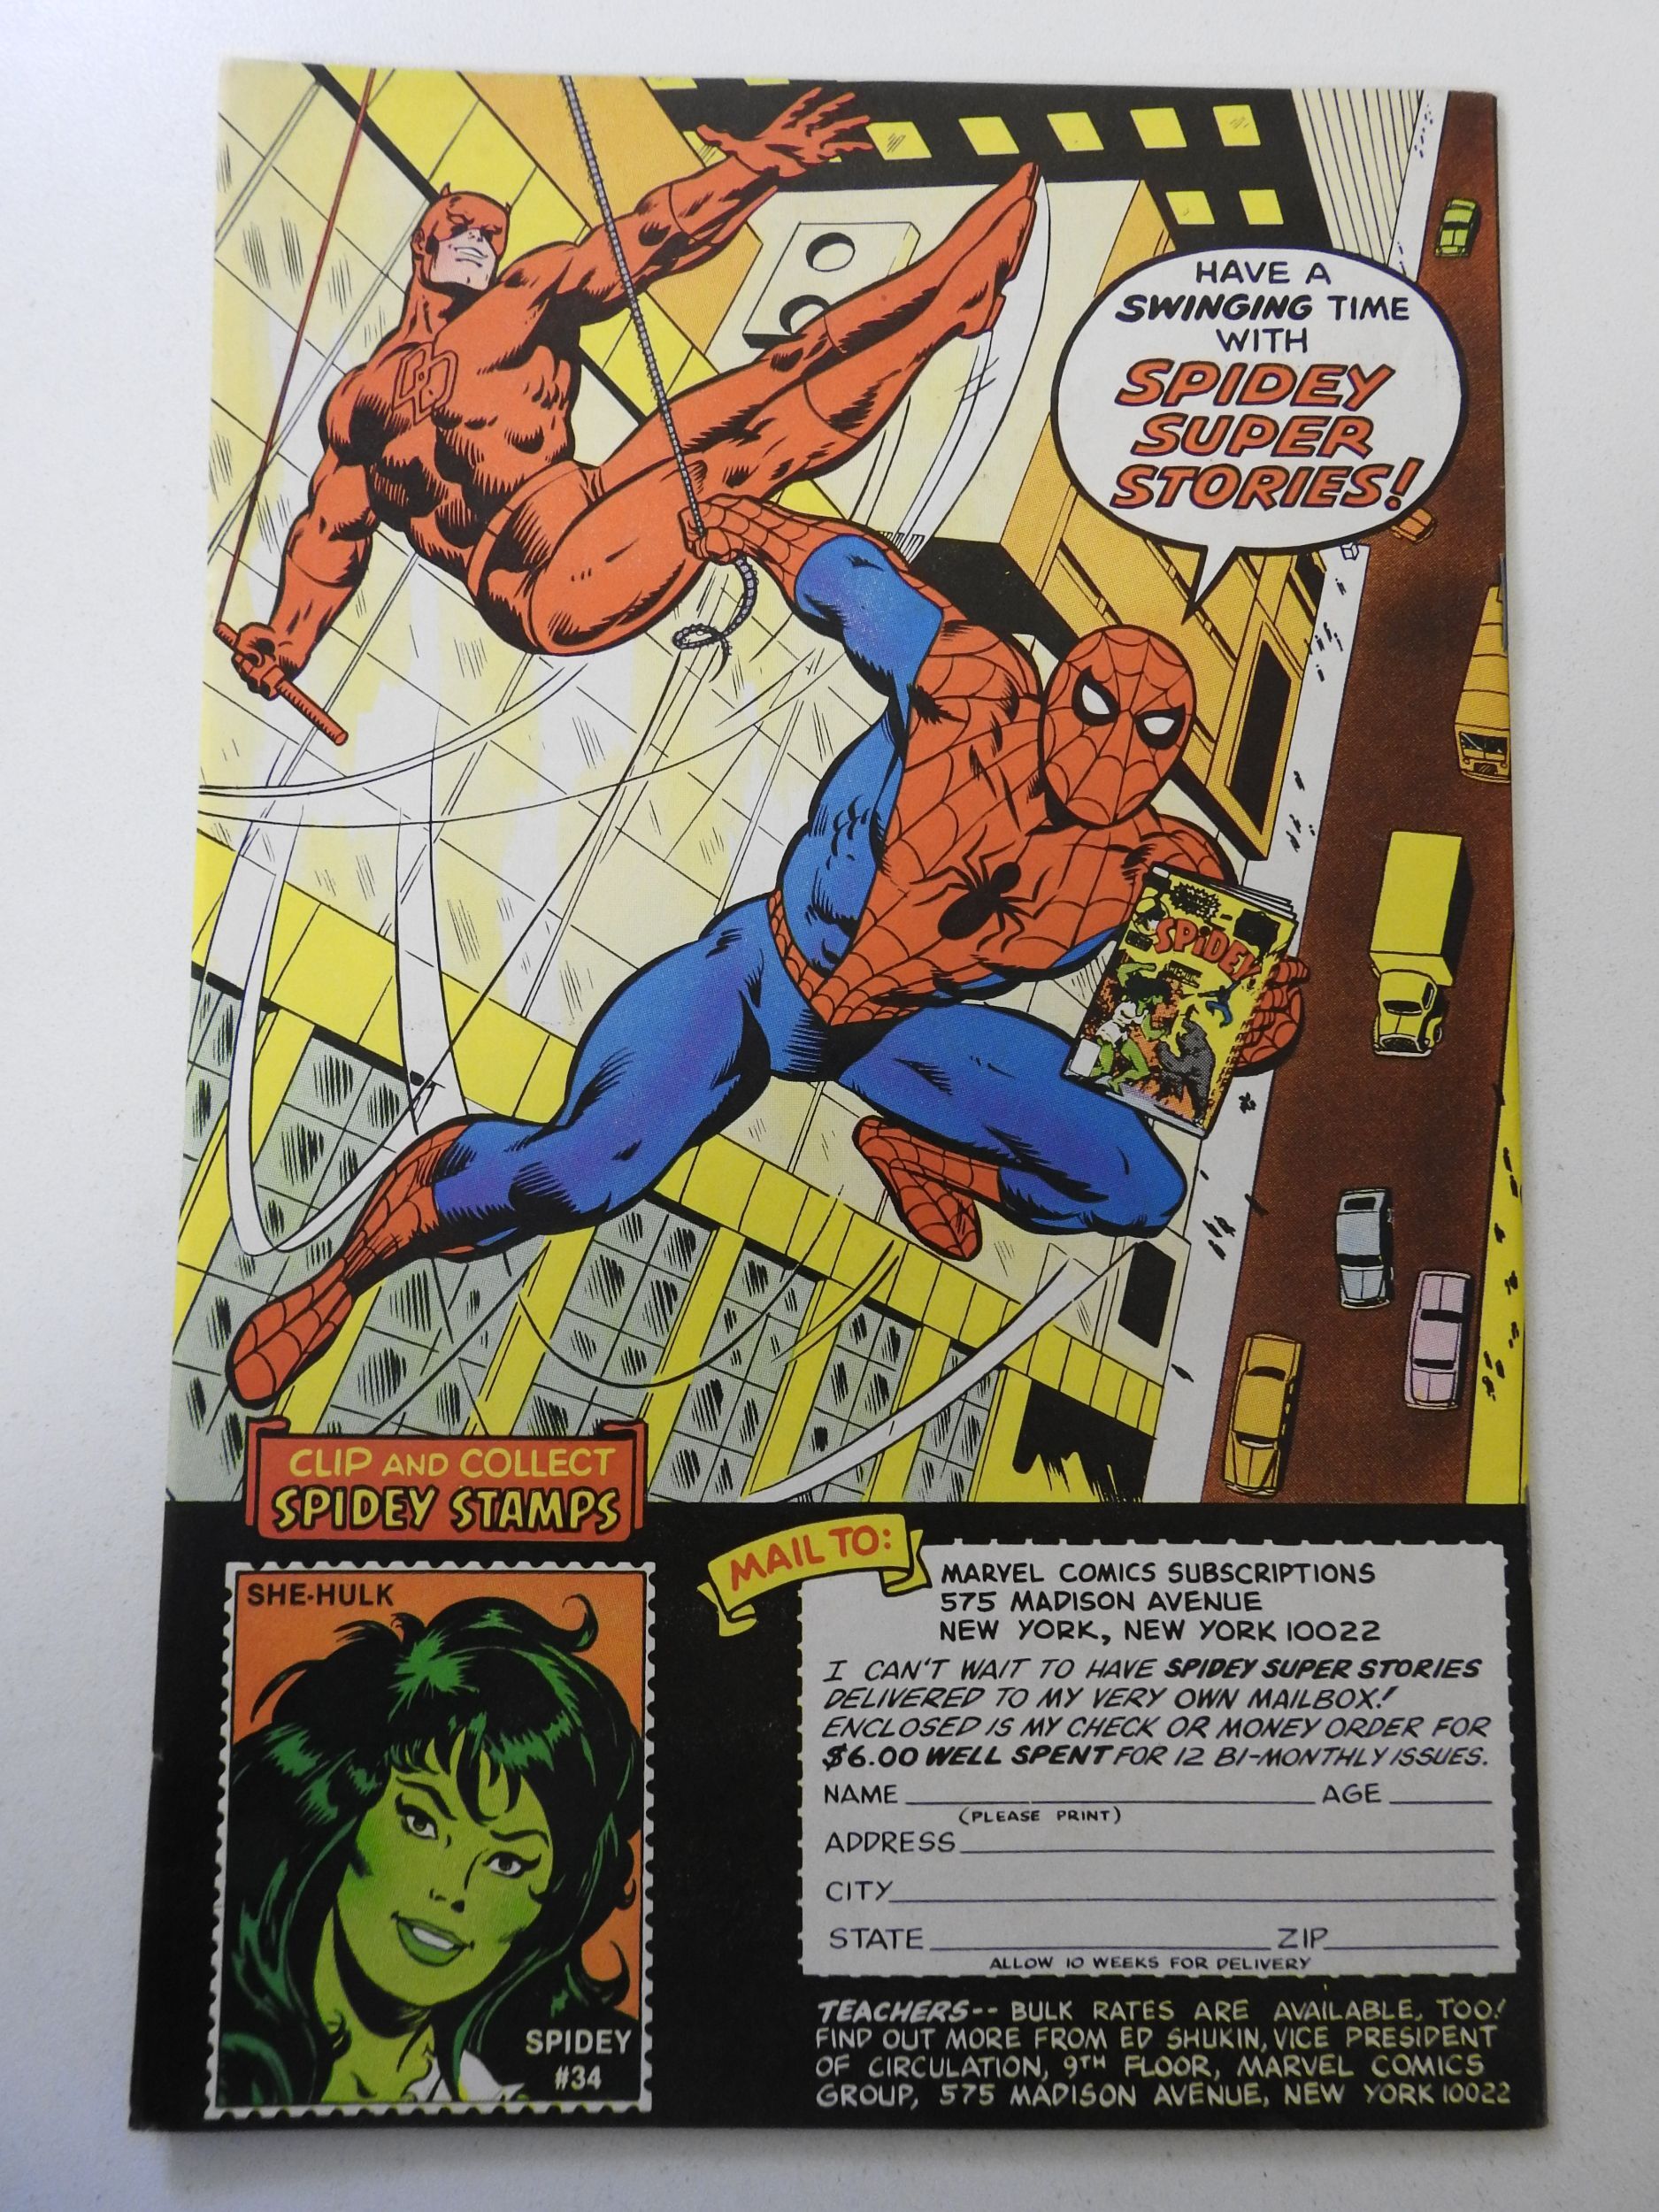 HAVE A
SWINGING TIME
WITH
SPIDEY
SUPER
STORIES!
SPIDEY
CLIP AND COLLECT
SPIDEY STAMPS
SHE-HULK
SPIDEY
#34
MAIL TO:
MARVEL COMICS SUBSCRIPTIONS
575 MADISON AVENUE
NEW YORK, NEW YORK 10022
I CAN'T WAIT TO HAVE SPIDEY SUPER STORIES
DELIVERED TO MY VERY OWN MAILBOX!
ENCLOSED IS MY CHECK OR MONEY ORDER FOR
$6.00 WELL SPENT FOR 12 BI-MONTHLY ISSUES.
NAME AGE
(PLEASE PRINT)
ADDRESS
CITY
STATE ZIP
ALLOW 10 WEEKS FOR DELIVERY
TEACHERS-- BULK RATES ARE AVAILABLE, TOO!
FIND OUT MORE FROM ED SHUKIN, VICE PRESIDENT
OF CIRCULATION, 9TH FLOOR, MARVEL COMICS
GROUP, 575 MADISON AVENUE, NEW YORK 10022